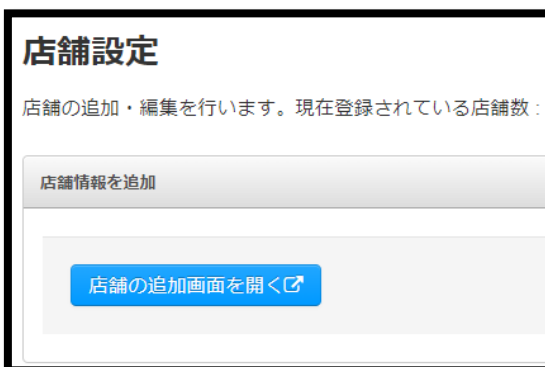 店舗設定
店舗の追加・編集を行います。現在登録されている店舗数 :
店舗情報を追加
店舗の追加画面を開く